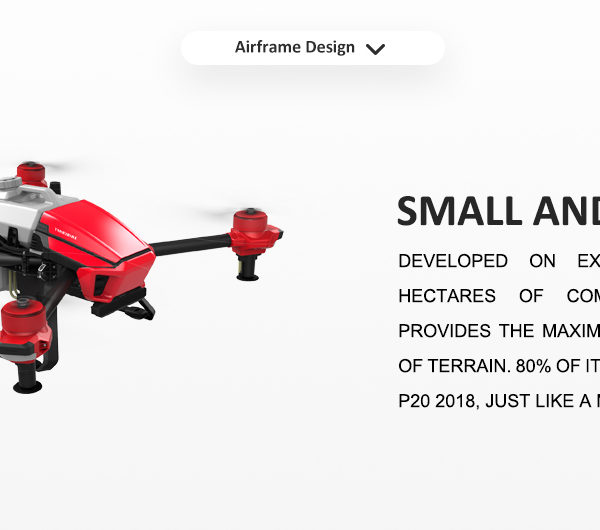 Airframe Design
SMALL AND
DEVELOPED ON EX
HECTARES OF COM
PROVIDES THE MAXIM
OF TERRAIN. 80% OF IT
P20 2018, JUST LIKE A